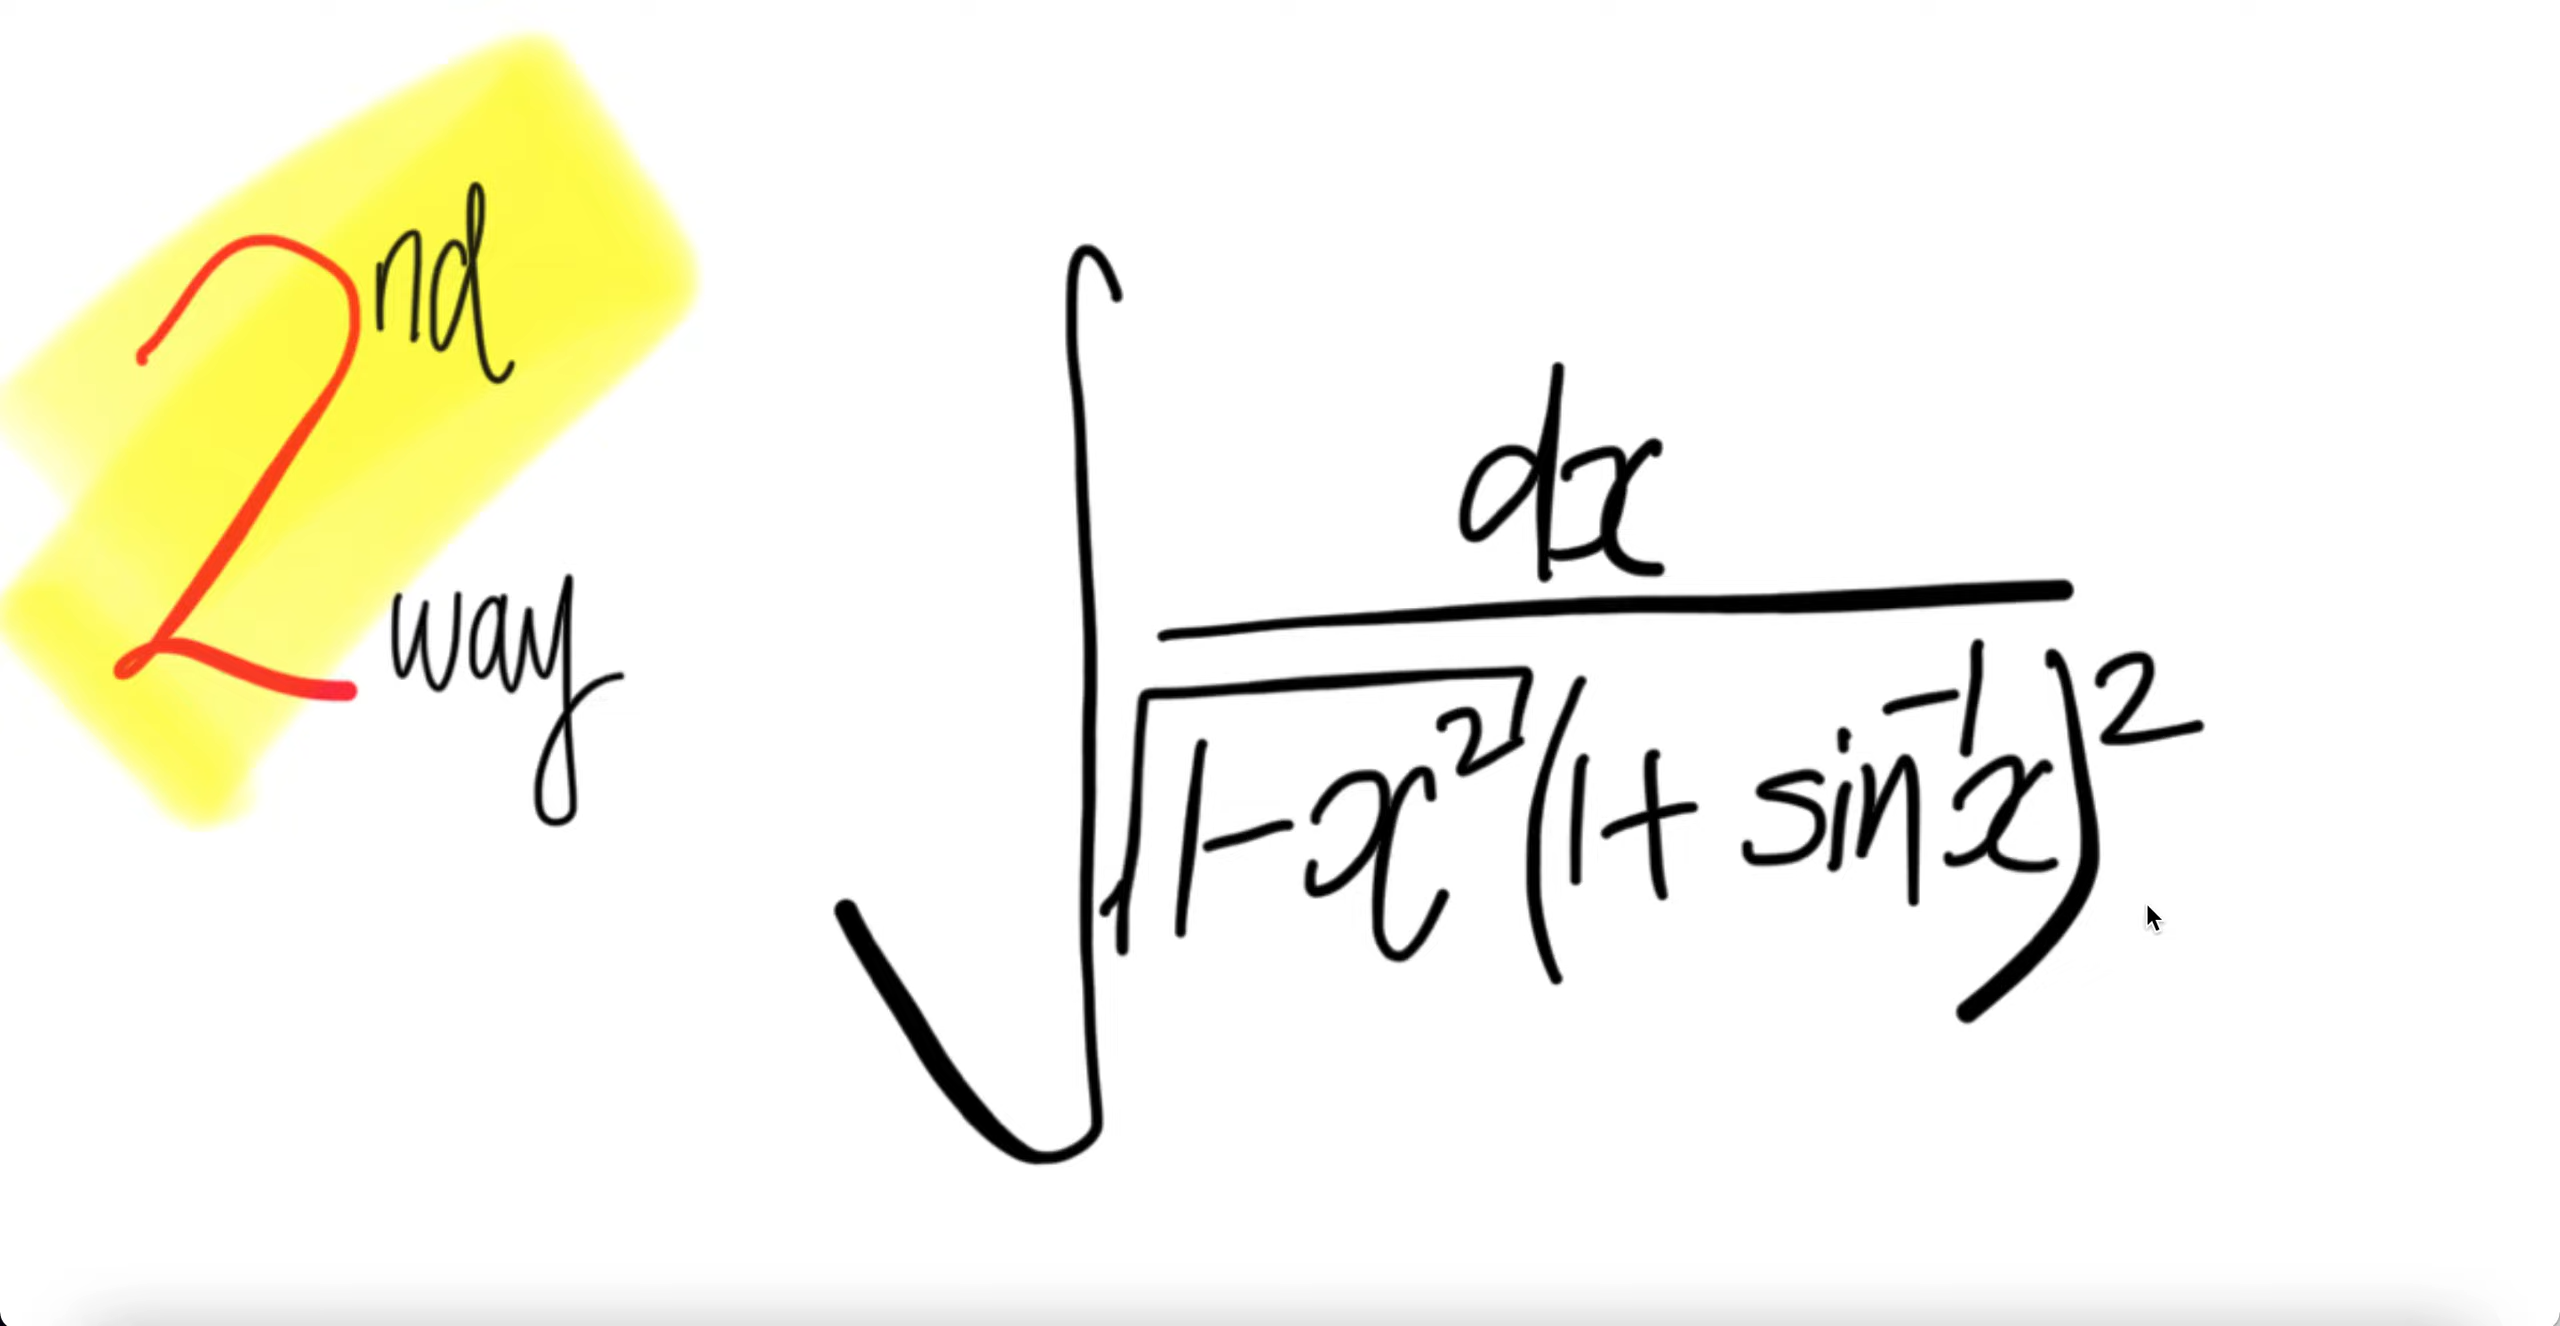 2nd
way
∫ dx / √(1-x²) (1 + sin⁻¹x)²